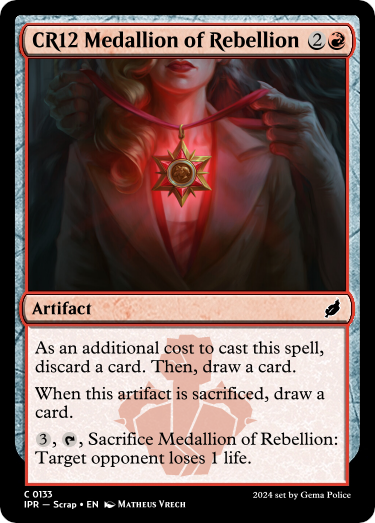 CR12 Medallion of Rebellion 2
Artifact
As an additional cost to cast this spell,
discard a card. Then, draw a card.
When this artifact is sacrificed, draw a
card.
3, , Sacrifice Medallion of Rebellion:
Target opponent loses 1 life.
C 0133
IPR — Scrap • EN Matheus Vrech
2024 set by Gema Police